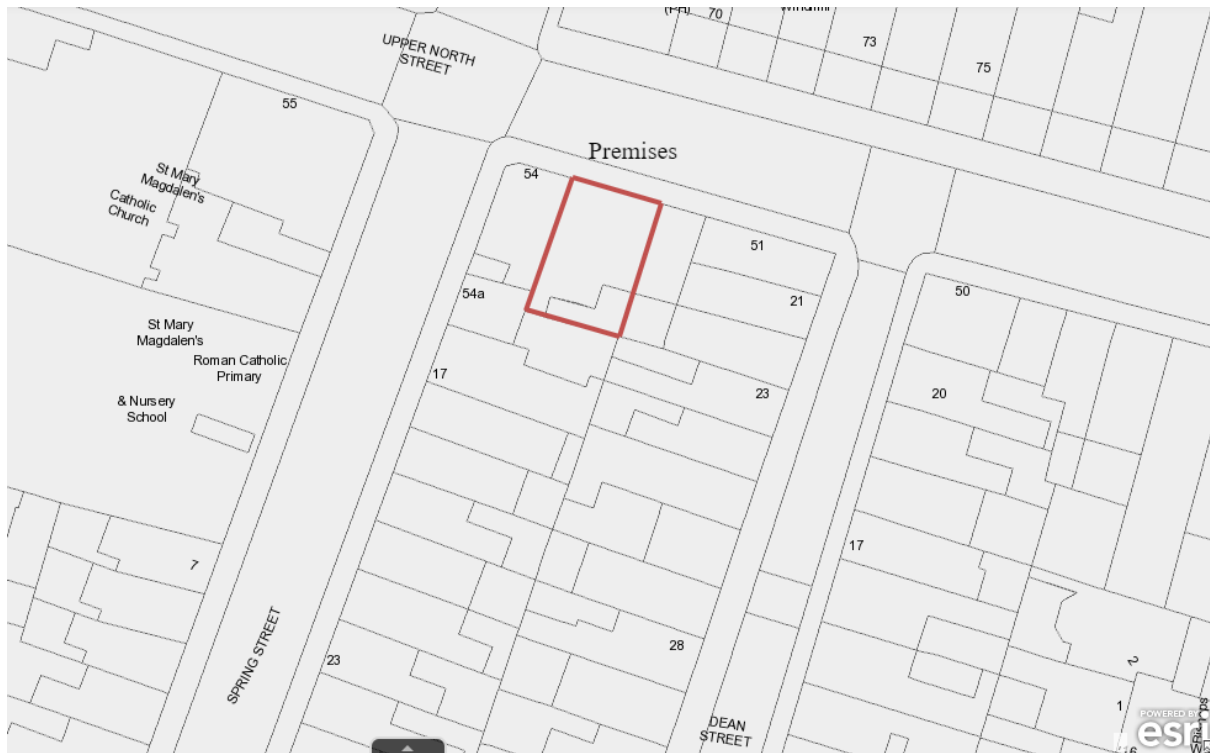 (PH)
70
73
75
UPPER NORTH
STREET
55
Premises
St Mary
Magdalen's
Catholic
Church
54
51
54a
21
50
St Mary
Magdalen's
Roman Catholic
Primary
& Nursery
School
17
23
20
17
7
SPRING STREET
23
28
2
1
DEAN
STREET
POWERED BY
esri